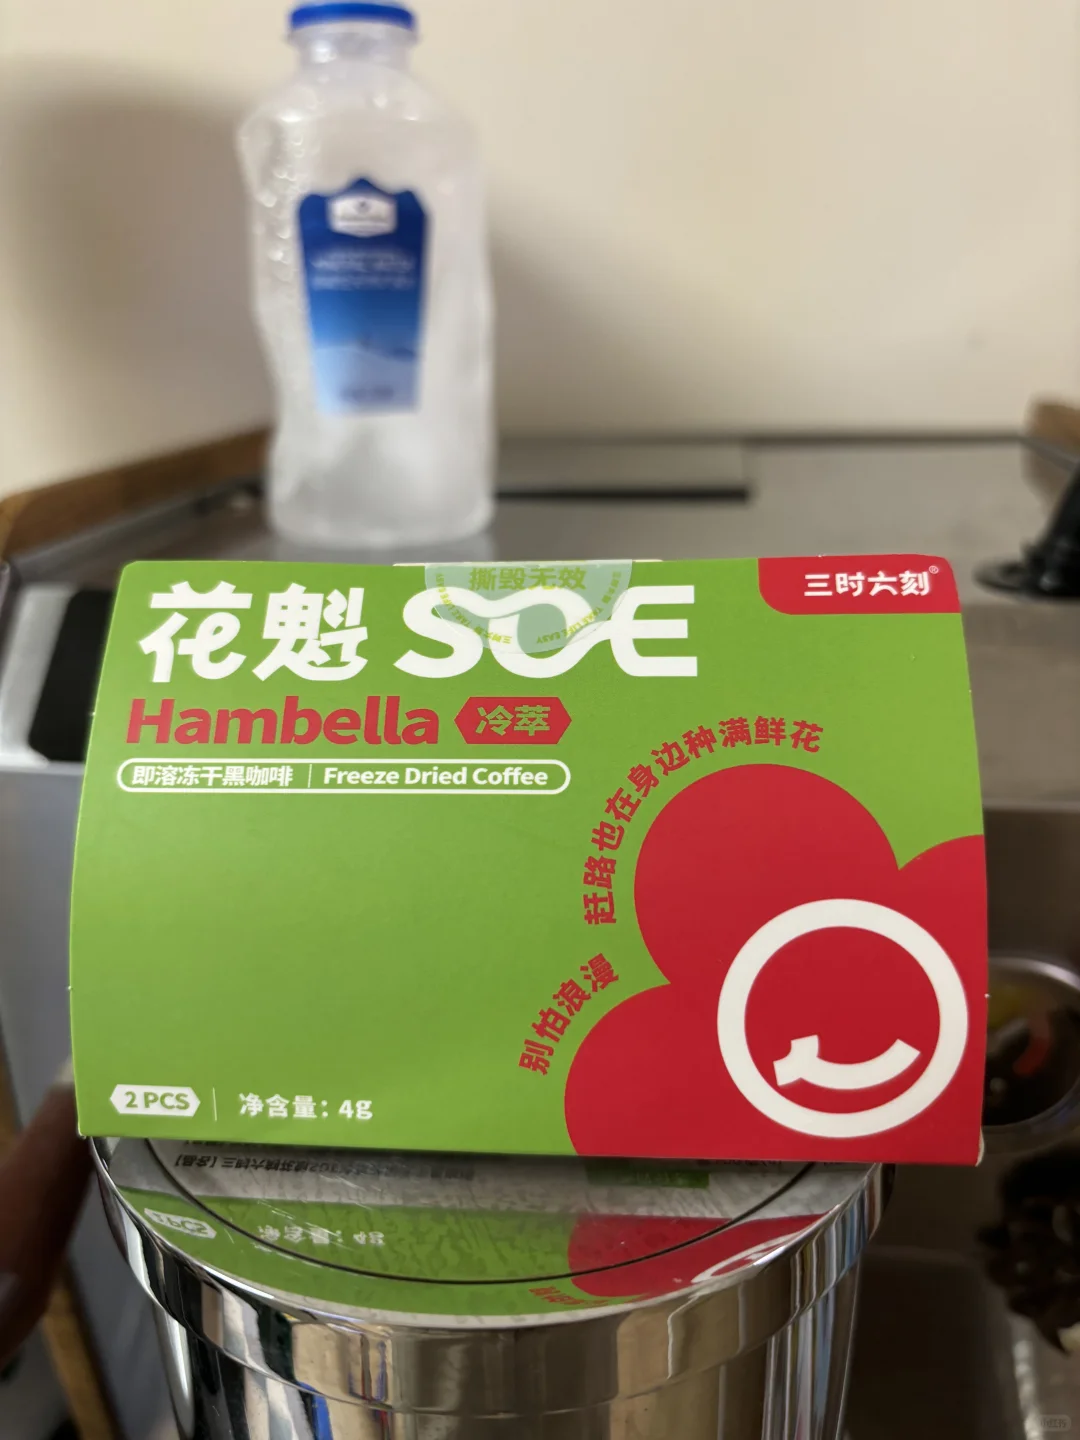 撕毁无效
三时六刻®
花魁 SOE
Hambella 冷萃
即溶冻干黑咖啡 | Freeze Dried Coffee
别怕浪漫
赶路也在身边种满鲜花
2 PCS | 净含量：4g